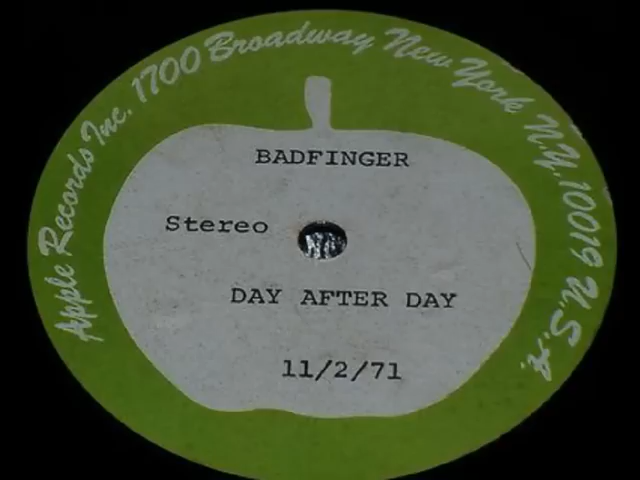 Apple Records Inc. 1700 Broadway New York N.Y. 10019 U.S.A.
BADFINGER
Stereo
DAY AFTER DAY
11/2/71